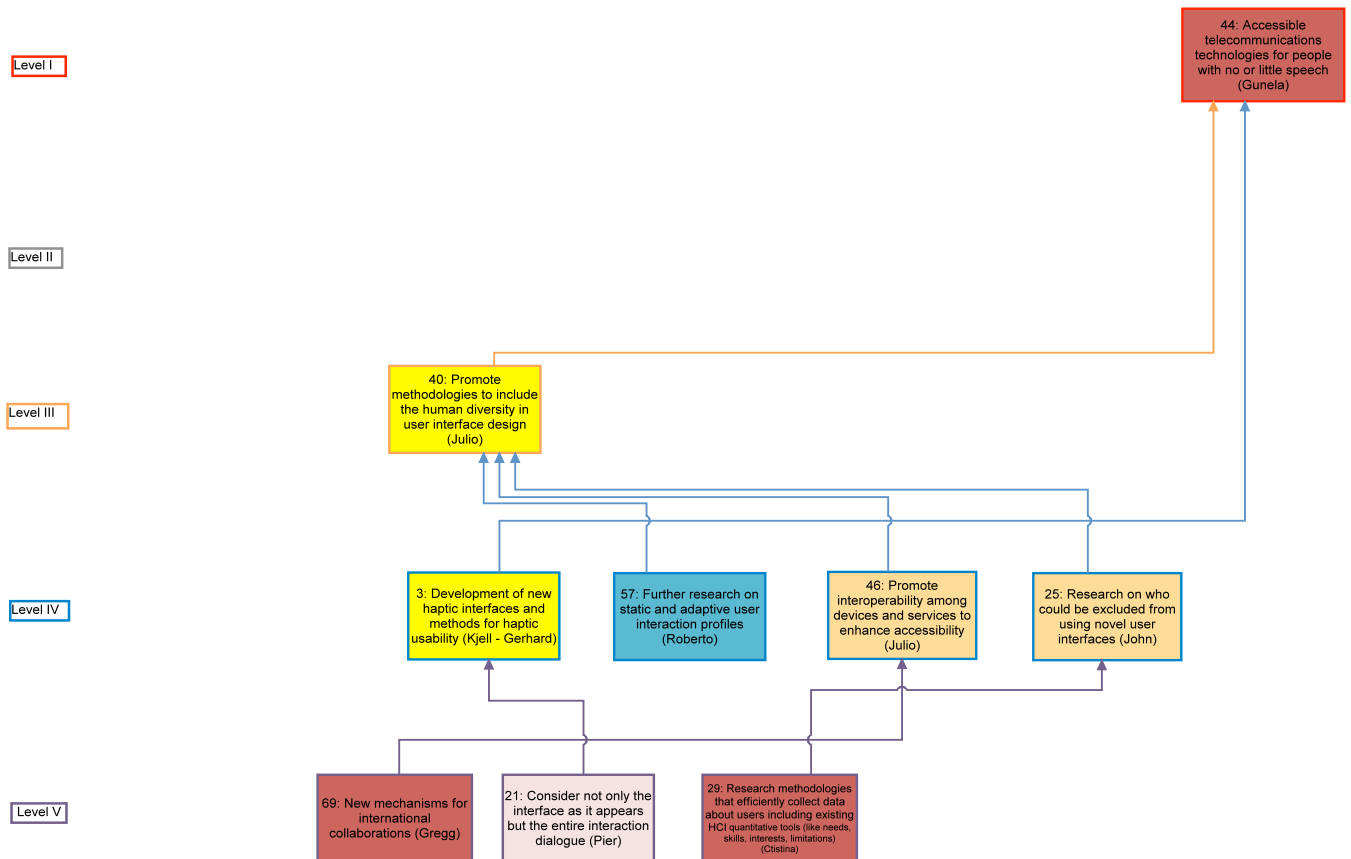 44: Accessible
telecommunications
technologies for people
with no or little speech
(Gunela)
Level I
Level II
40: Promote
methodologies to include
the human diversity in
user interface design
(Julio)
Level III
3: Development of new
haptic interfaces and
methods for haptic
usability (Kjell - Gerhard)
57: Further research on
static and adaptive user
interaction profiles
(Roberto)
46: Promote
interoperability among
devices and services to
enhance accessibility
(Julio)
25: Research on who
could be excluded from
using novel user
interfaces (John)
Level IV
69: New mechanisms for
international
collaborations (Gregg)
21: Consider not only the
interface as it appears
but the entire interaction
dialogue (Pier)
29: Research methodologies
that efficiently collect data
about users including existing
HCI quantitative tools (like needs,
skills, interests, limitations)
(Ctistina)
Level V